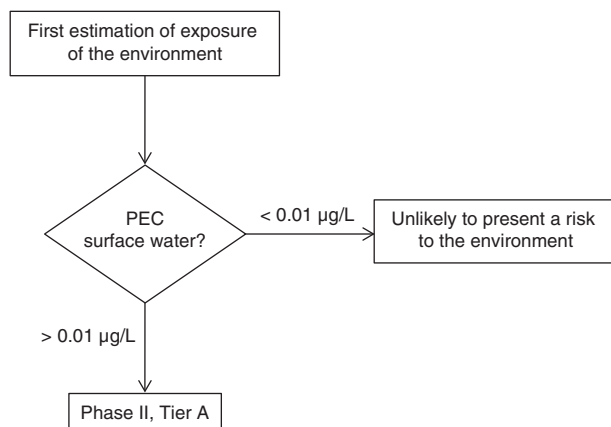 First estimation of exposure
of the environment
PEC
surface water?
< 0.01 µg/L
Unlikely to present a risk
to the environment
> 0.01 µg/L
Phase II, Tier A